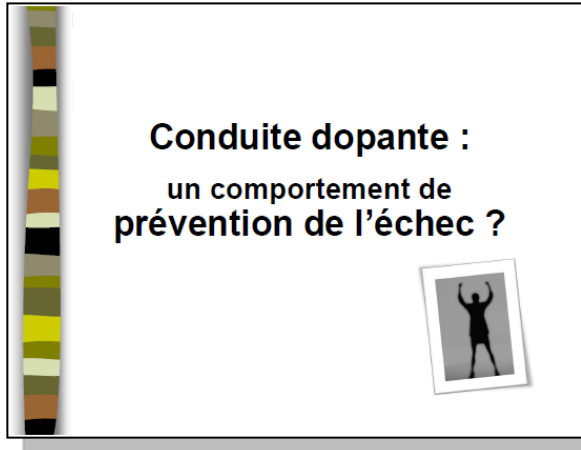 Conduite dopante :
un comportement de
prévention de l’échec ?